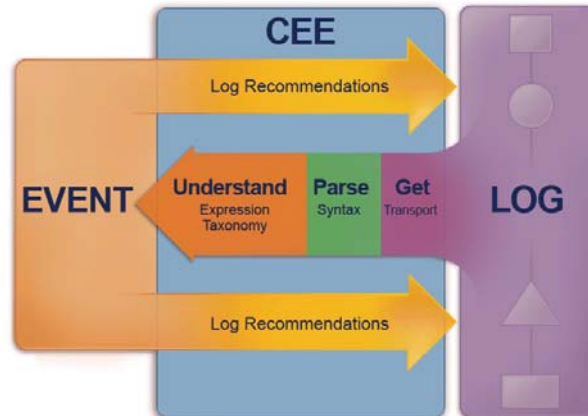 CEE
Log Recommendations
EVENT
Understand
Expression
Taxonomy
Parse
Syntax
Get
Transport
LOG
Log Recommendations